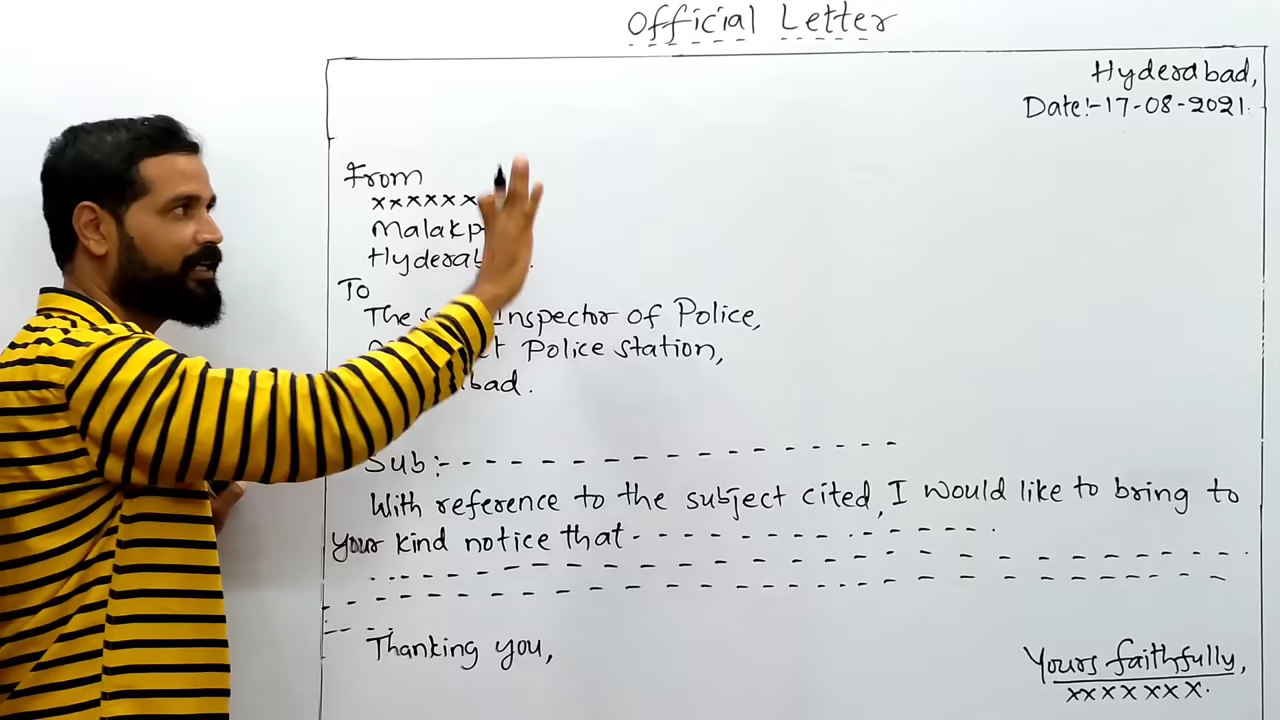 Official Letter
Hyderabad,
Date:-17-08-2021.
From
xxxxxx
Malakp
Hyderab
To
The s Inspector of Police,
t Police station,
bad.
Sub:- - - - - - - - - - - - - - - - - -
With reference to the subject cited, I would like to bring to
your kind notice that - - - - - - - - - - - - - - .
Thanking you,
Yours faithfully,
xxxxxxx.